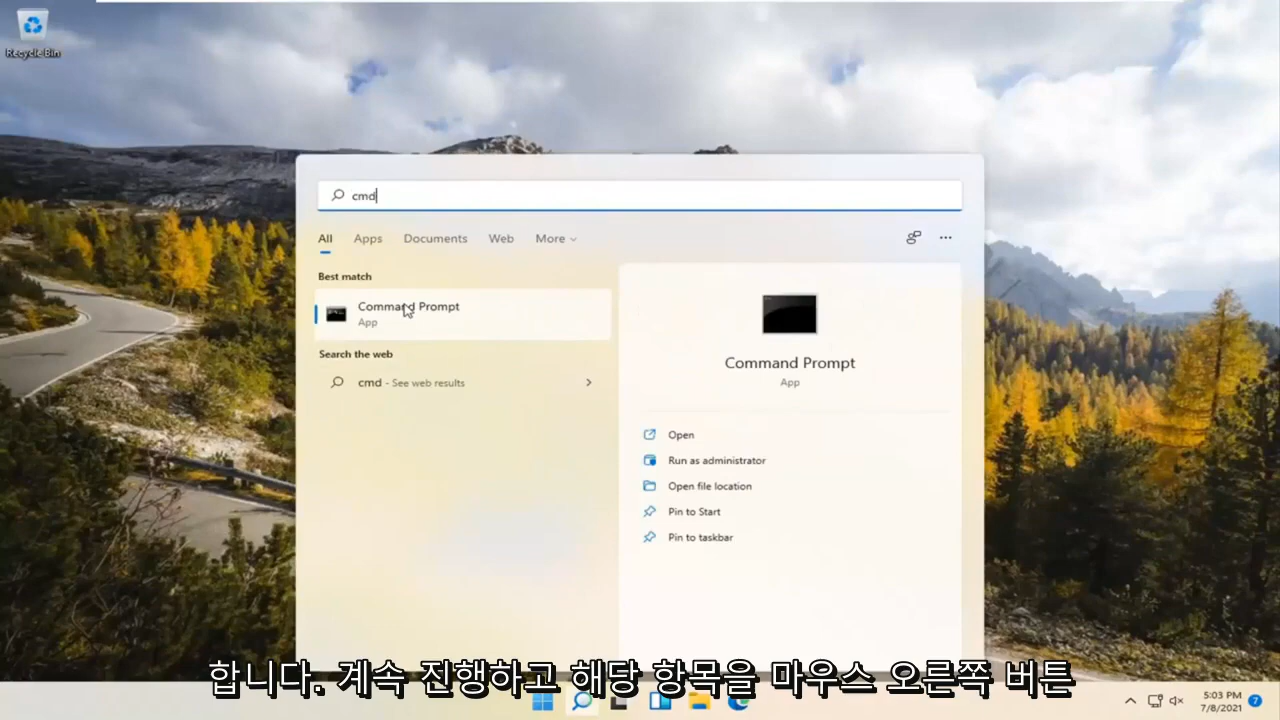 Recycle Bin
cmd
All Apps Documents Web More
Best match
Command Prompt
App
Search the web
cmd - See web results
Command Prompt
App
Open
Run as administrator
Open file location
Pin to Start
Pin to taskbar
합니다. 계속 진행하고 해당 항목을 마우스 오른쪽 버튼
5:03 PM
7/8/2021
7